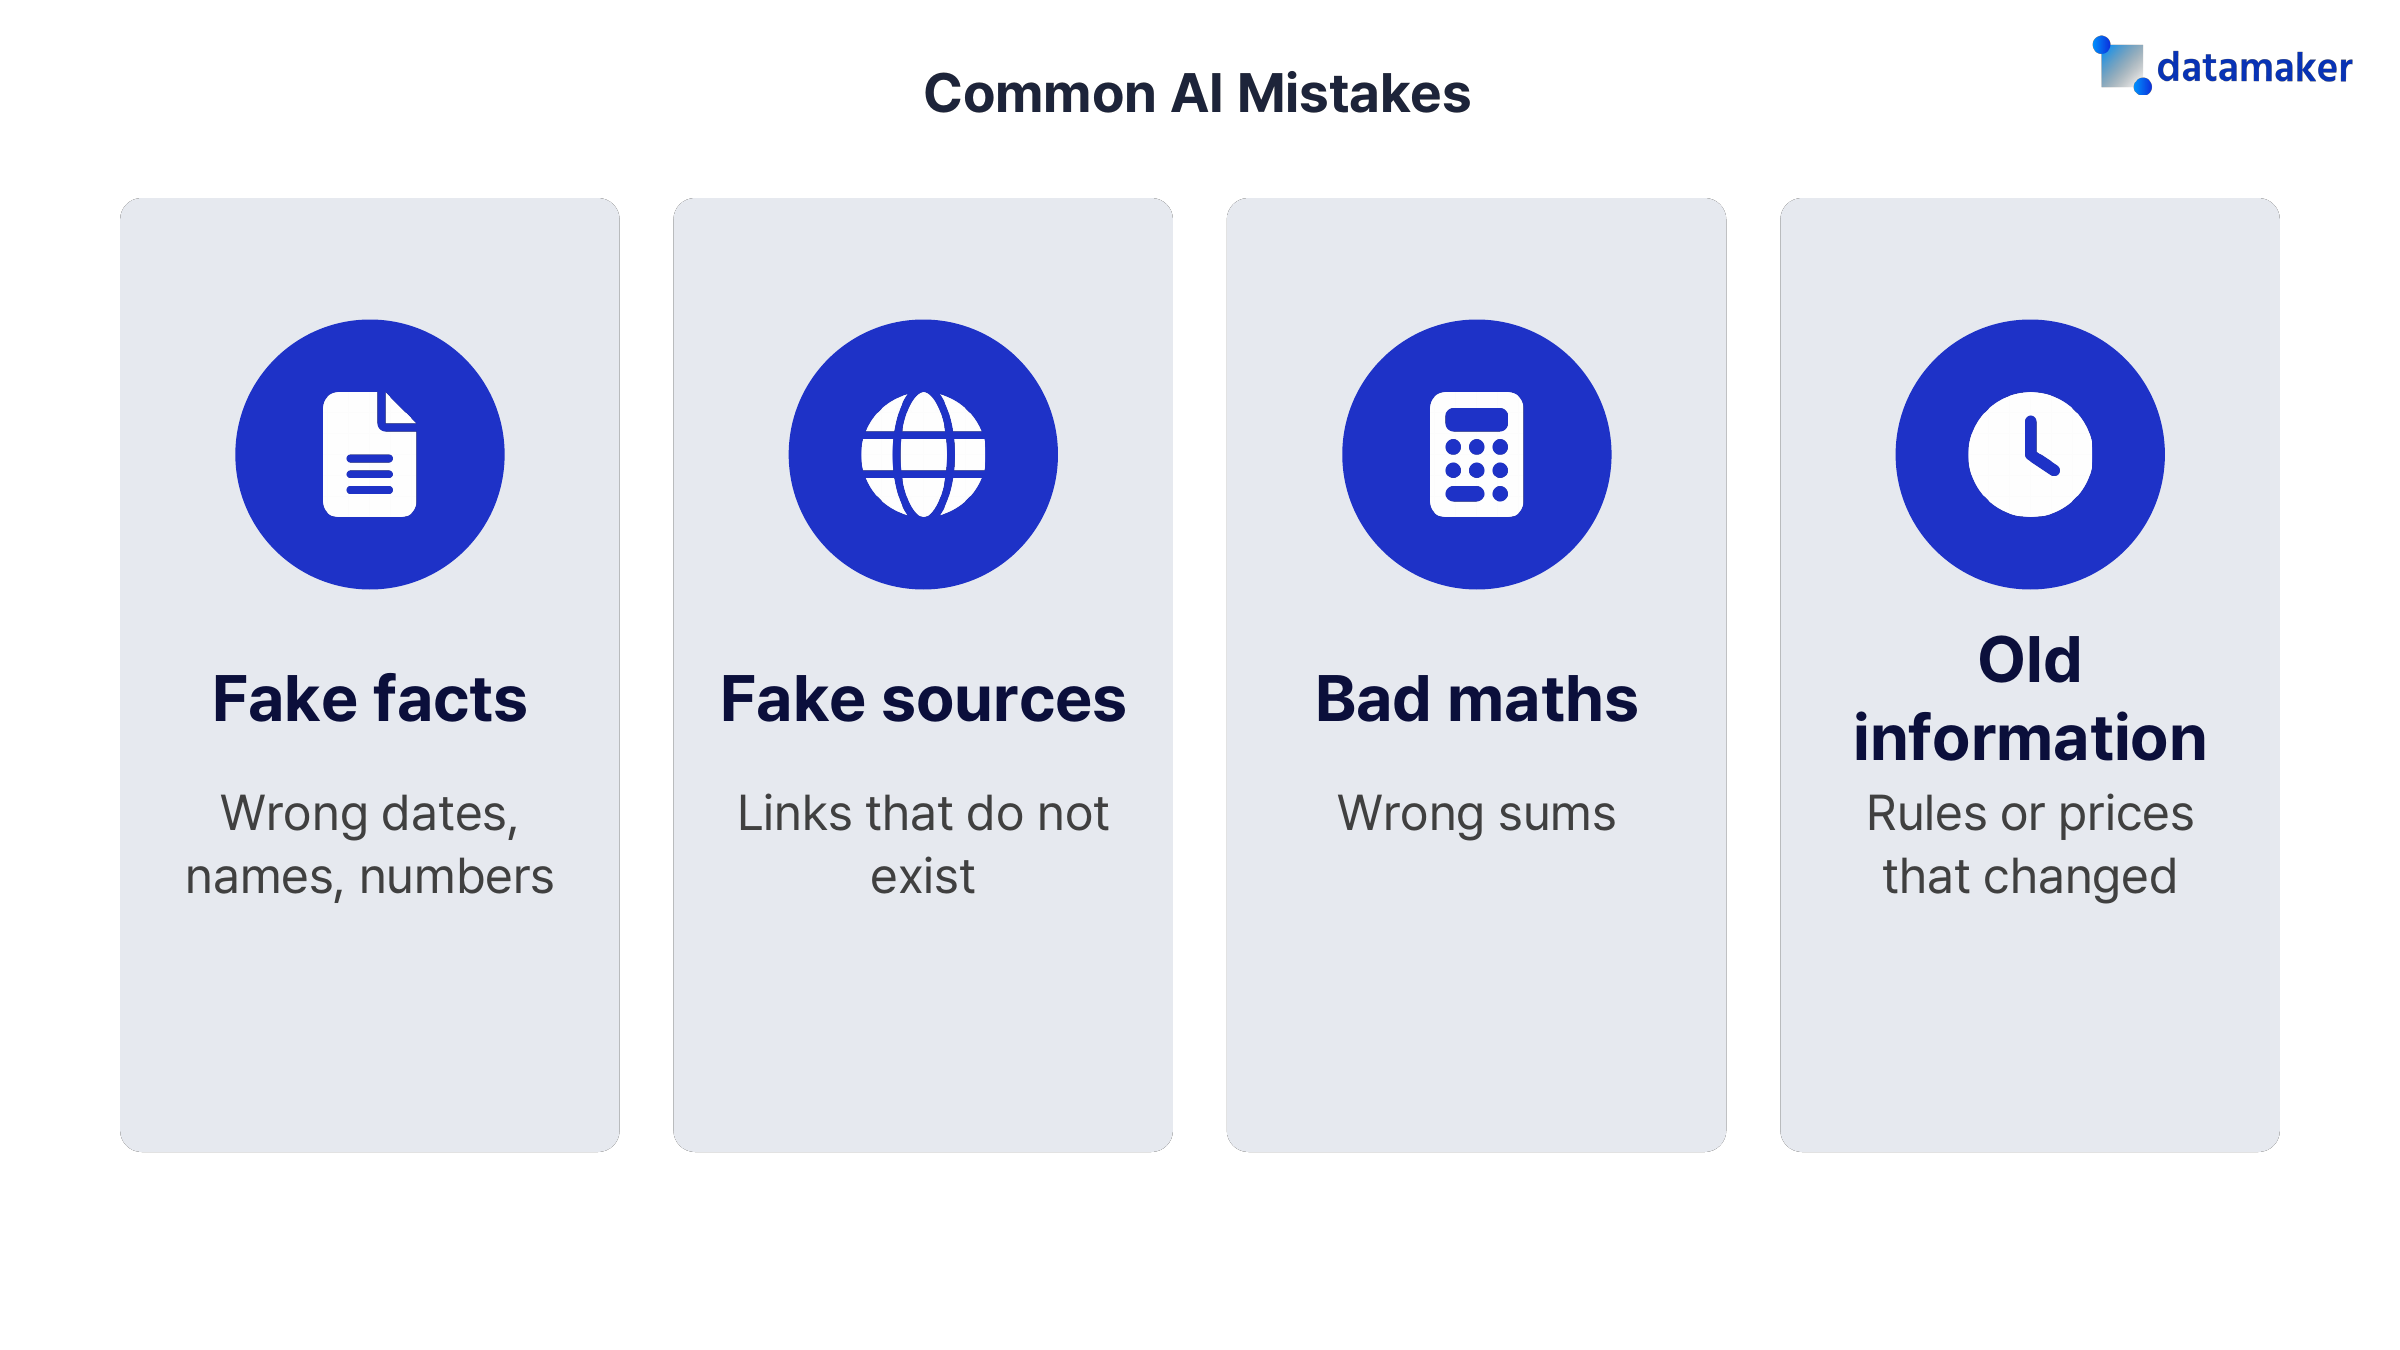 Common AI Mistakes
datamaker
Fake facts
Wrong dates,
names, numbers
Fake sources
Links that do not
exist
Bad maths
Wrong sums
Old
information
Rules or prices
that changed